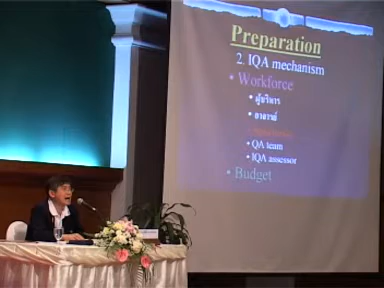 Preparation
2. IQA mechanism
• Workforce
• ผู้บริหาร
• อาจารย์
• QA team
• IQA assessor
• Budget